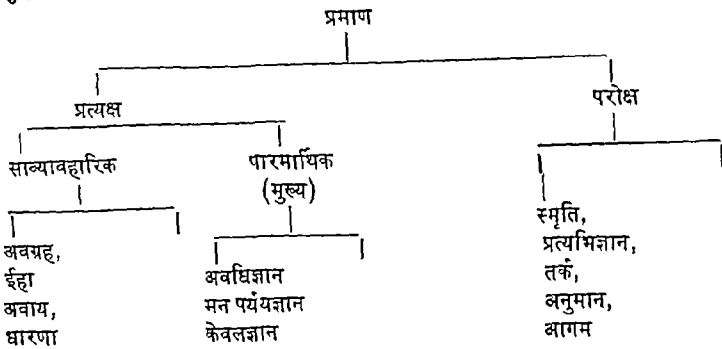 प्रमाण
प्रत्यक्ष
परोक्ष
साव्यावहारिक
पारमार्थिक
(मुख्य)
अवग्रह,
ईहा
अवाय,
धारणा
अवधिज्ञान
मन पर्ययज्ञान
केवलज्ञान
स्मृति,
प्रत्यभिज्ञान,
तर्क,
अनुमान,
आगम